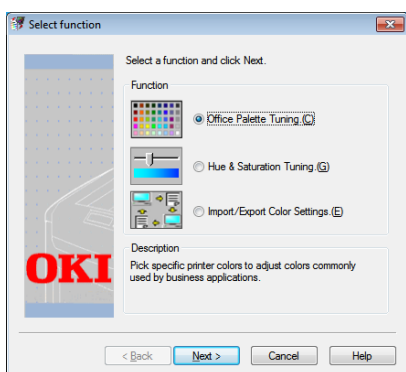 Select function
Select a function and click Next.
Function
Office Palette Tuning.(C)
Hue & Saturation Tuning.(G)
Import/Export Color Settings.(E)
Description
Pick specific printer colors to adjust colors commonly
used by business applications.
OKI
< Back Next > Cancel Help